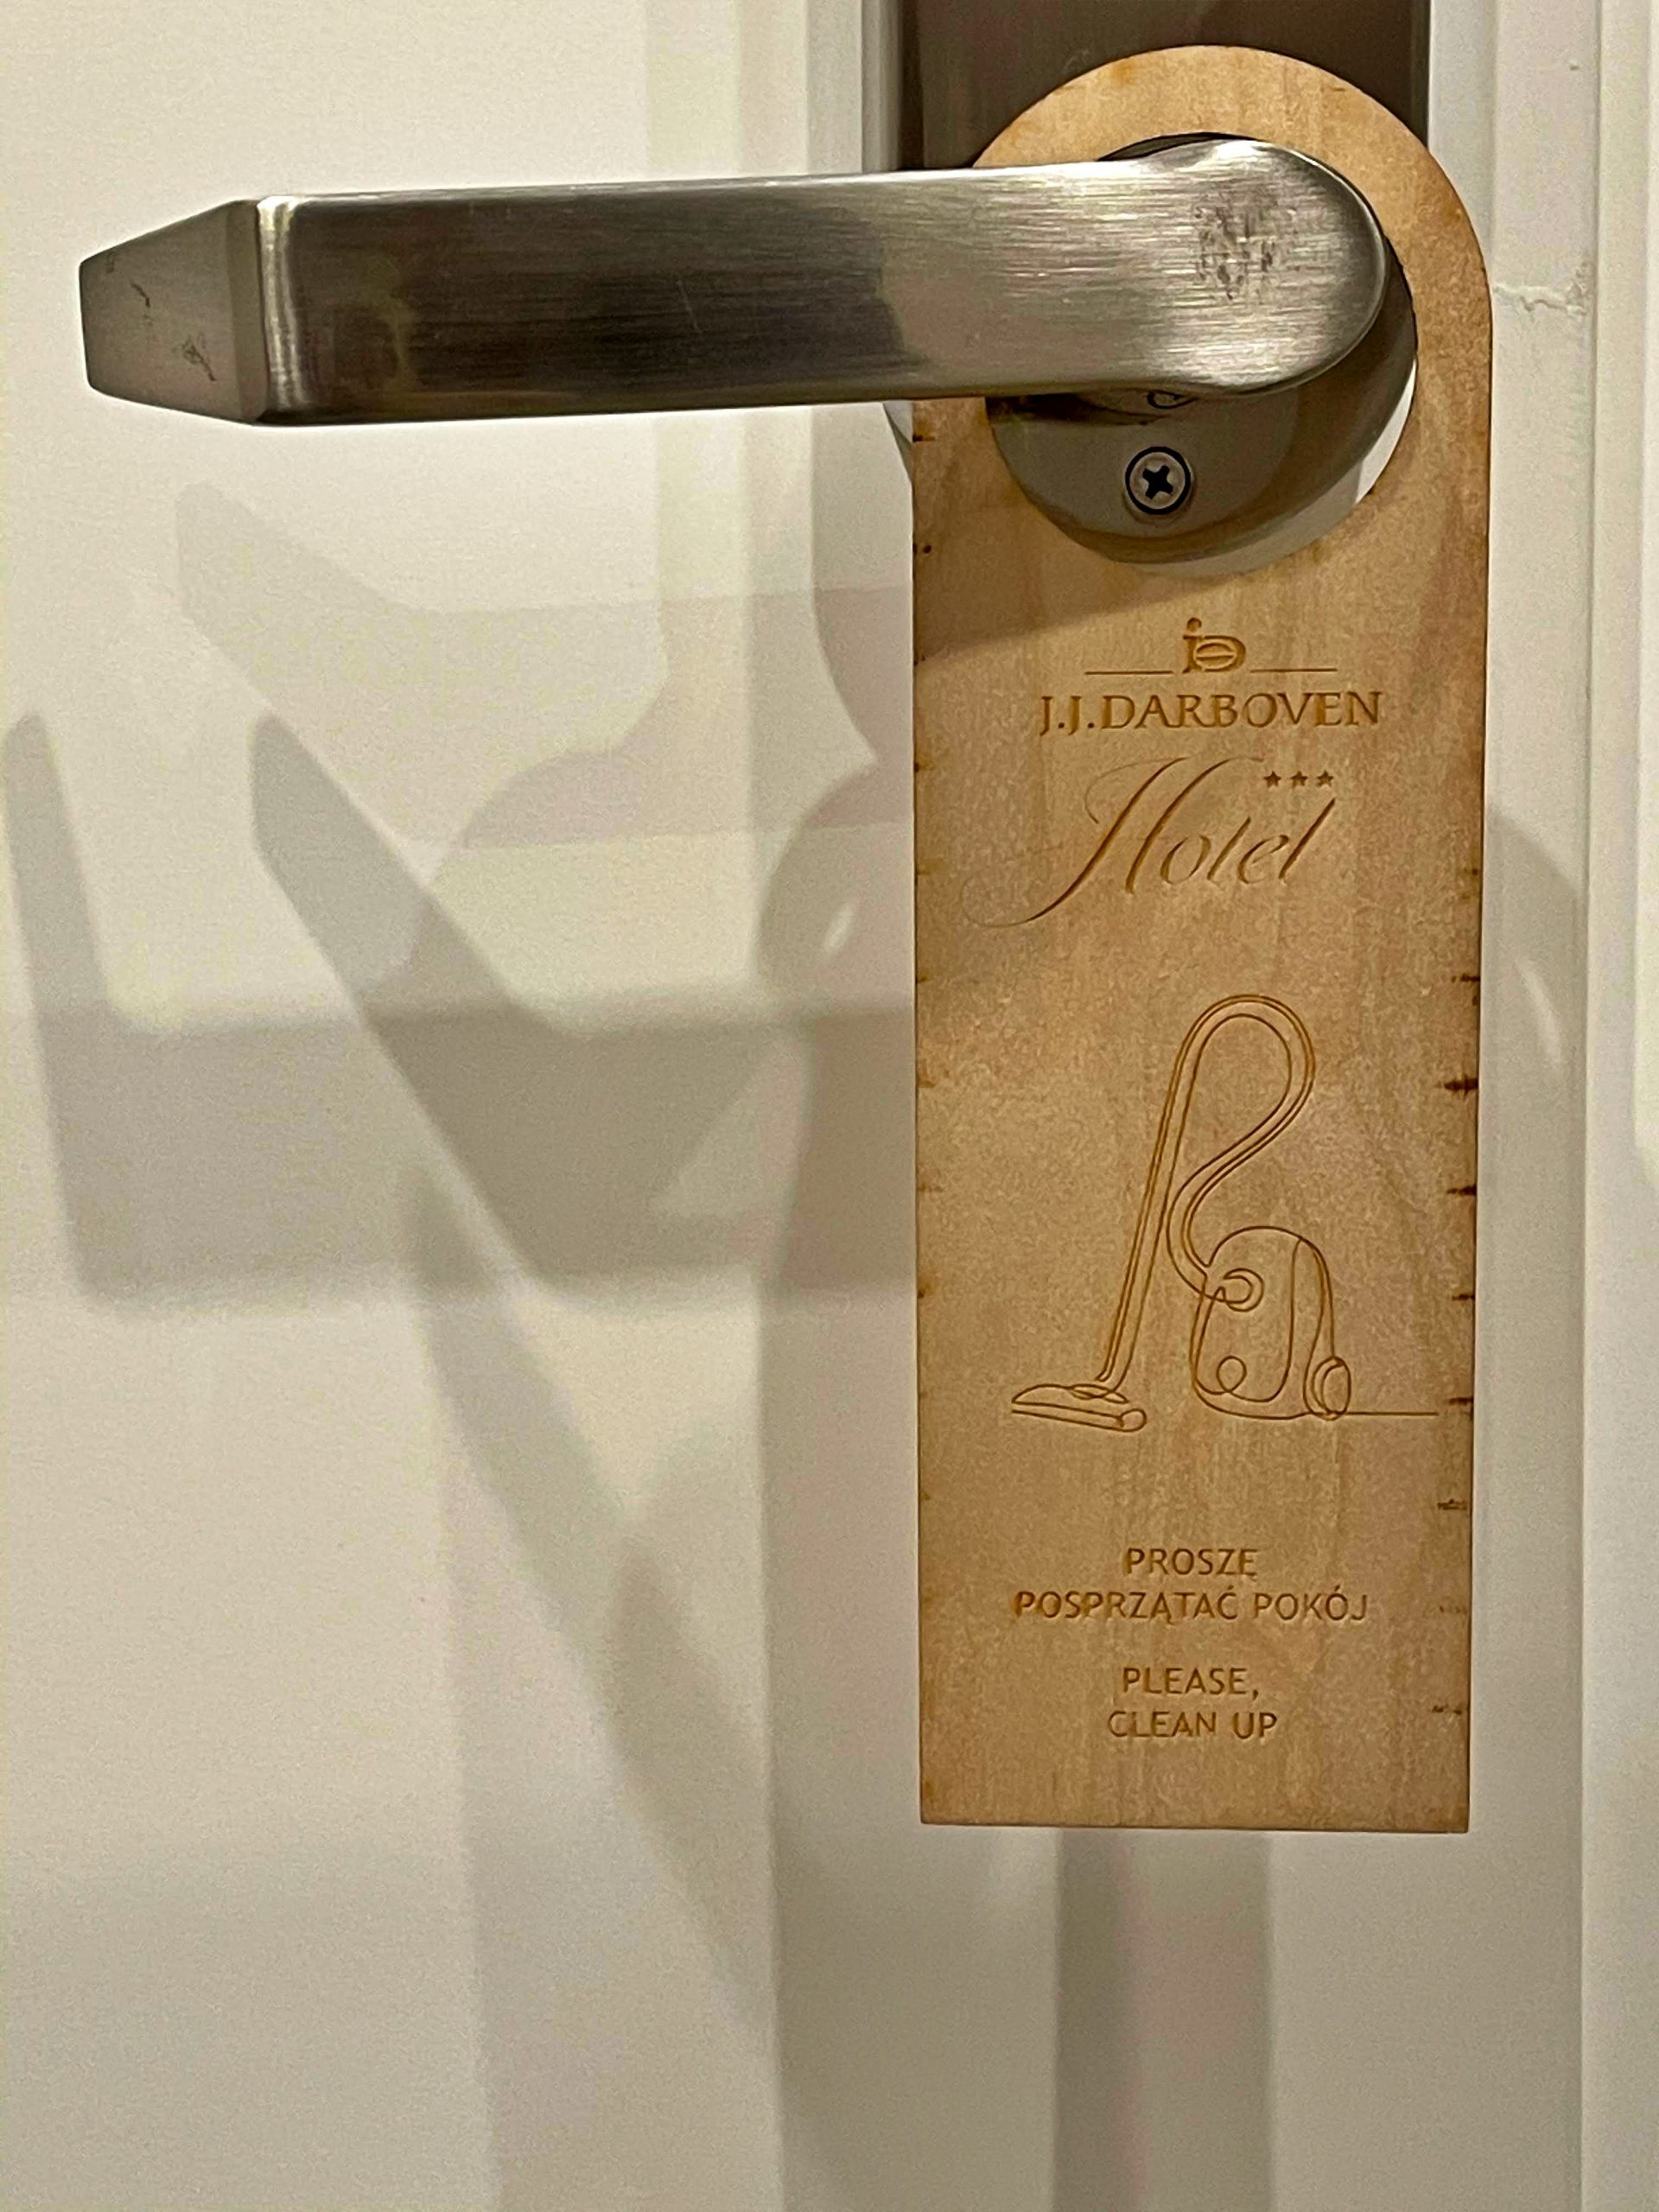 J.J.DARBOVEN
Hotel
PROSZĘ
POSPRZĄTAĆ POKÓJ
PLEASE,
CLEAN UP